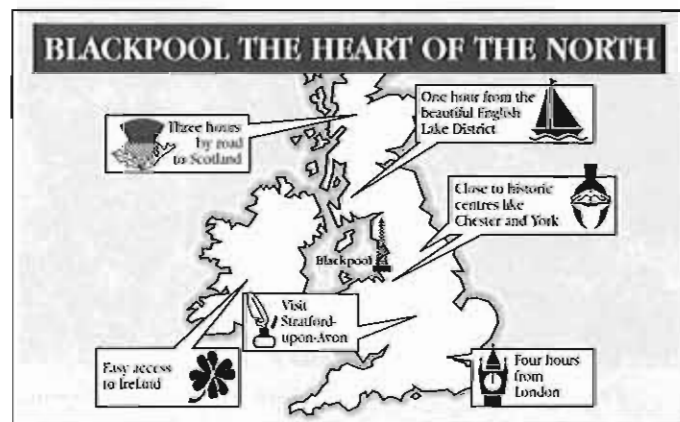 BLACKPOOL THE HEART OF THE NORTH
Three hours
by road
to Scotland
One hour from the
beautiful English
Lake District
Close to historic
centres like
Chester and York
Blackpool
Visit
Stratford-
upon-Avon
Easy access
to Ireland
Four hours
from
London